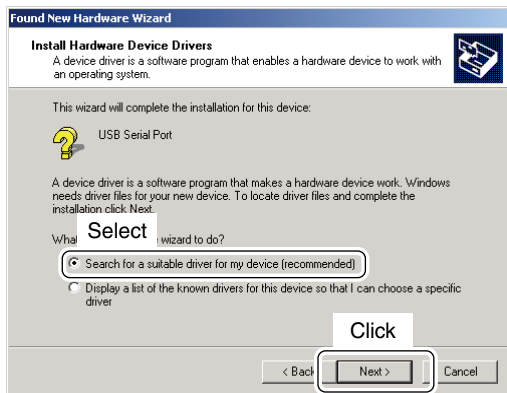 Found New Hardware Wizard
Install Hardware Device Drivers
A device driver is a software program that enables a hardware device to work with
an operating system.
This wizard will complete the installation for this device:
USB Serial Port
A device driver is a software program that makes a hardware device work. Windows
needs driver files for your new device. To locate driver files and complete the
installation click Next.
Select
wizard to do?
Search for a suitable driver for my device (recommended)
Display a list of the known drivers for this device so that I can choose a specific
driver
Click
< Back
Next >
Cancel